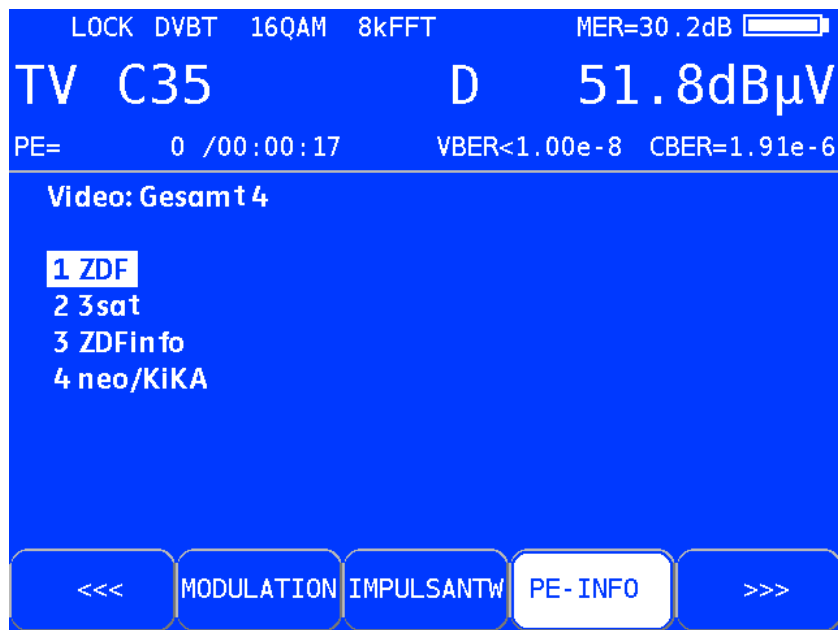 LOCK DVBT 16QAM 8kFFT MER=30.2dB
TV C35 D 51.8dBµV
PE= 0 /00:00:17 VBER<1.00e-8 CBER=1.91e-6
Video: Gesamt 4
1 ZDF
2 3sat
3 ZDFinfo
4 neo/KiKA
<<< MODULATION IMPULSANTW PE-INFO >>>